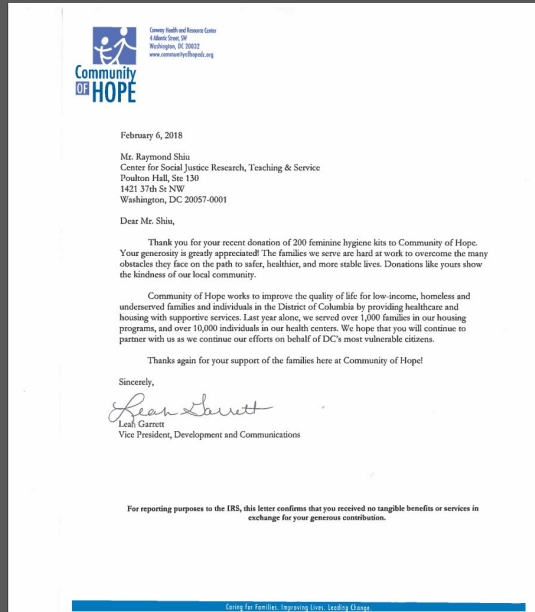 Conway Health and Resource Center
4 Atlantic Street, SW
Washington, DC 20032
www.communityofhopedc.org
Community
OF HOPE
February 6, 2018
Mr. Raymond Shiu
Center for Social Justice Research, Teaching & Service
Poulton Hall, Ste 130
1421 37th St NW
Washington, DC 20057-0001
Dear Mr. Shiu,
Thank you for your recent donation of 200 feminine hygiene kits to Community of Hope.
Your generosity is greatly appreciated! The families we serve are hard at work to overcome the many
obstacles they face on the path to safer, healthier, and more stable lives. Donations like yours show
the kindness of our local community.
Community of Hope works to improve the quality of life for low-income, homeless and
underserved families and individuals in the District of Columbia by providing healthcare and
housing with supportive services. Last year alone, we served over 1,000 families in our housing
programs, and over 10,000 individuals in our health centers. We hope that you will continue to
partner with us as we continue our efforts on behalf of DC's most vulnerable citizens.
Thanks again for your support of the families here at Community of Hope!
Sincerely,
Leah Garrett
Leah Garrett
Vice President, Development and Communications
For reporting purposes to the IRS, this letter confirms that you received no tangible benefits or services in
exchange for your generous contribution.
Caring for Families. Improving Lives. Leading Change.